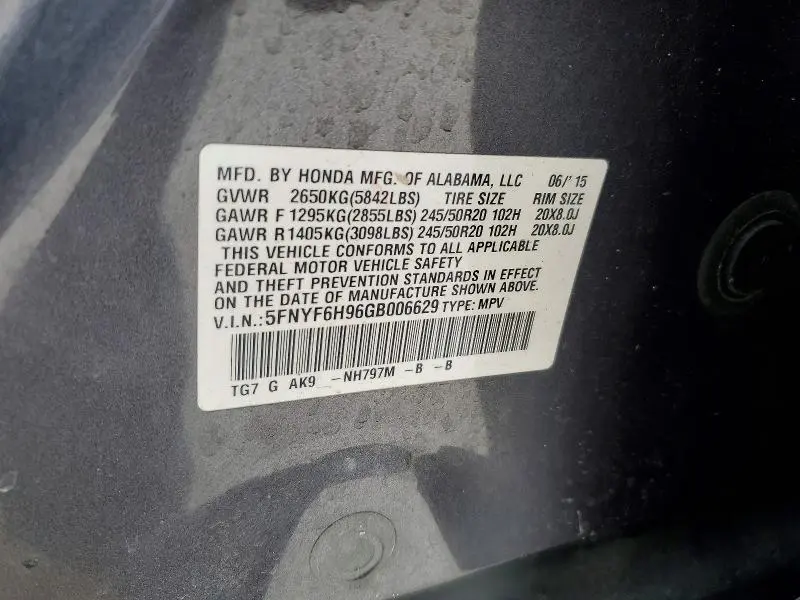 MFD. BY HONDA MFG. OF ALABAMA, LLC 06/'15
GVWR 2650KG(5842LBS) TIRE SIZE RIM SIZE
GAWR F 1295KG(2855LBS) 245/50R20 102H 20X8.0J
GAWR R1405KG(3098LBS) 245/50R20 102H 20X8.0J
THIS VEHICLE CONFORMS TO ALL APPLICABLE
FEDERAL MOTOR VEHICLE SAFETY
AND THEFT PREVENTION STANDARDS IN EFFECT
ON THE DATE OF MANUFACTURE SHOWN ABOVE.
V.I.N.:5FNYF6H96GB006629 TYPE: MPV
TG7 G AK9 -NH797M -B -B